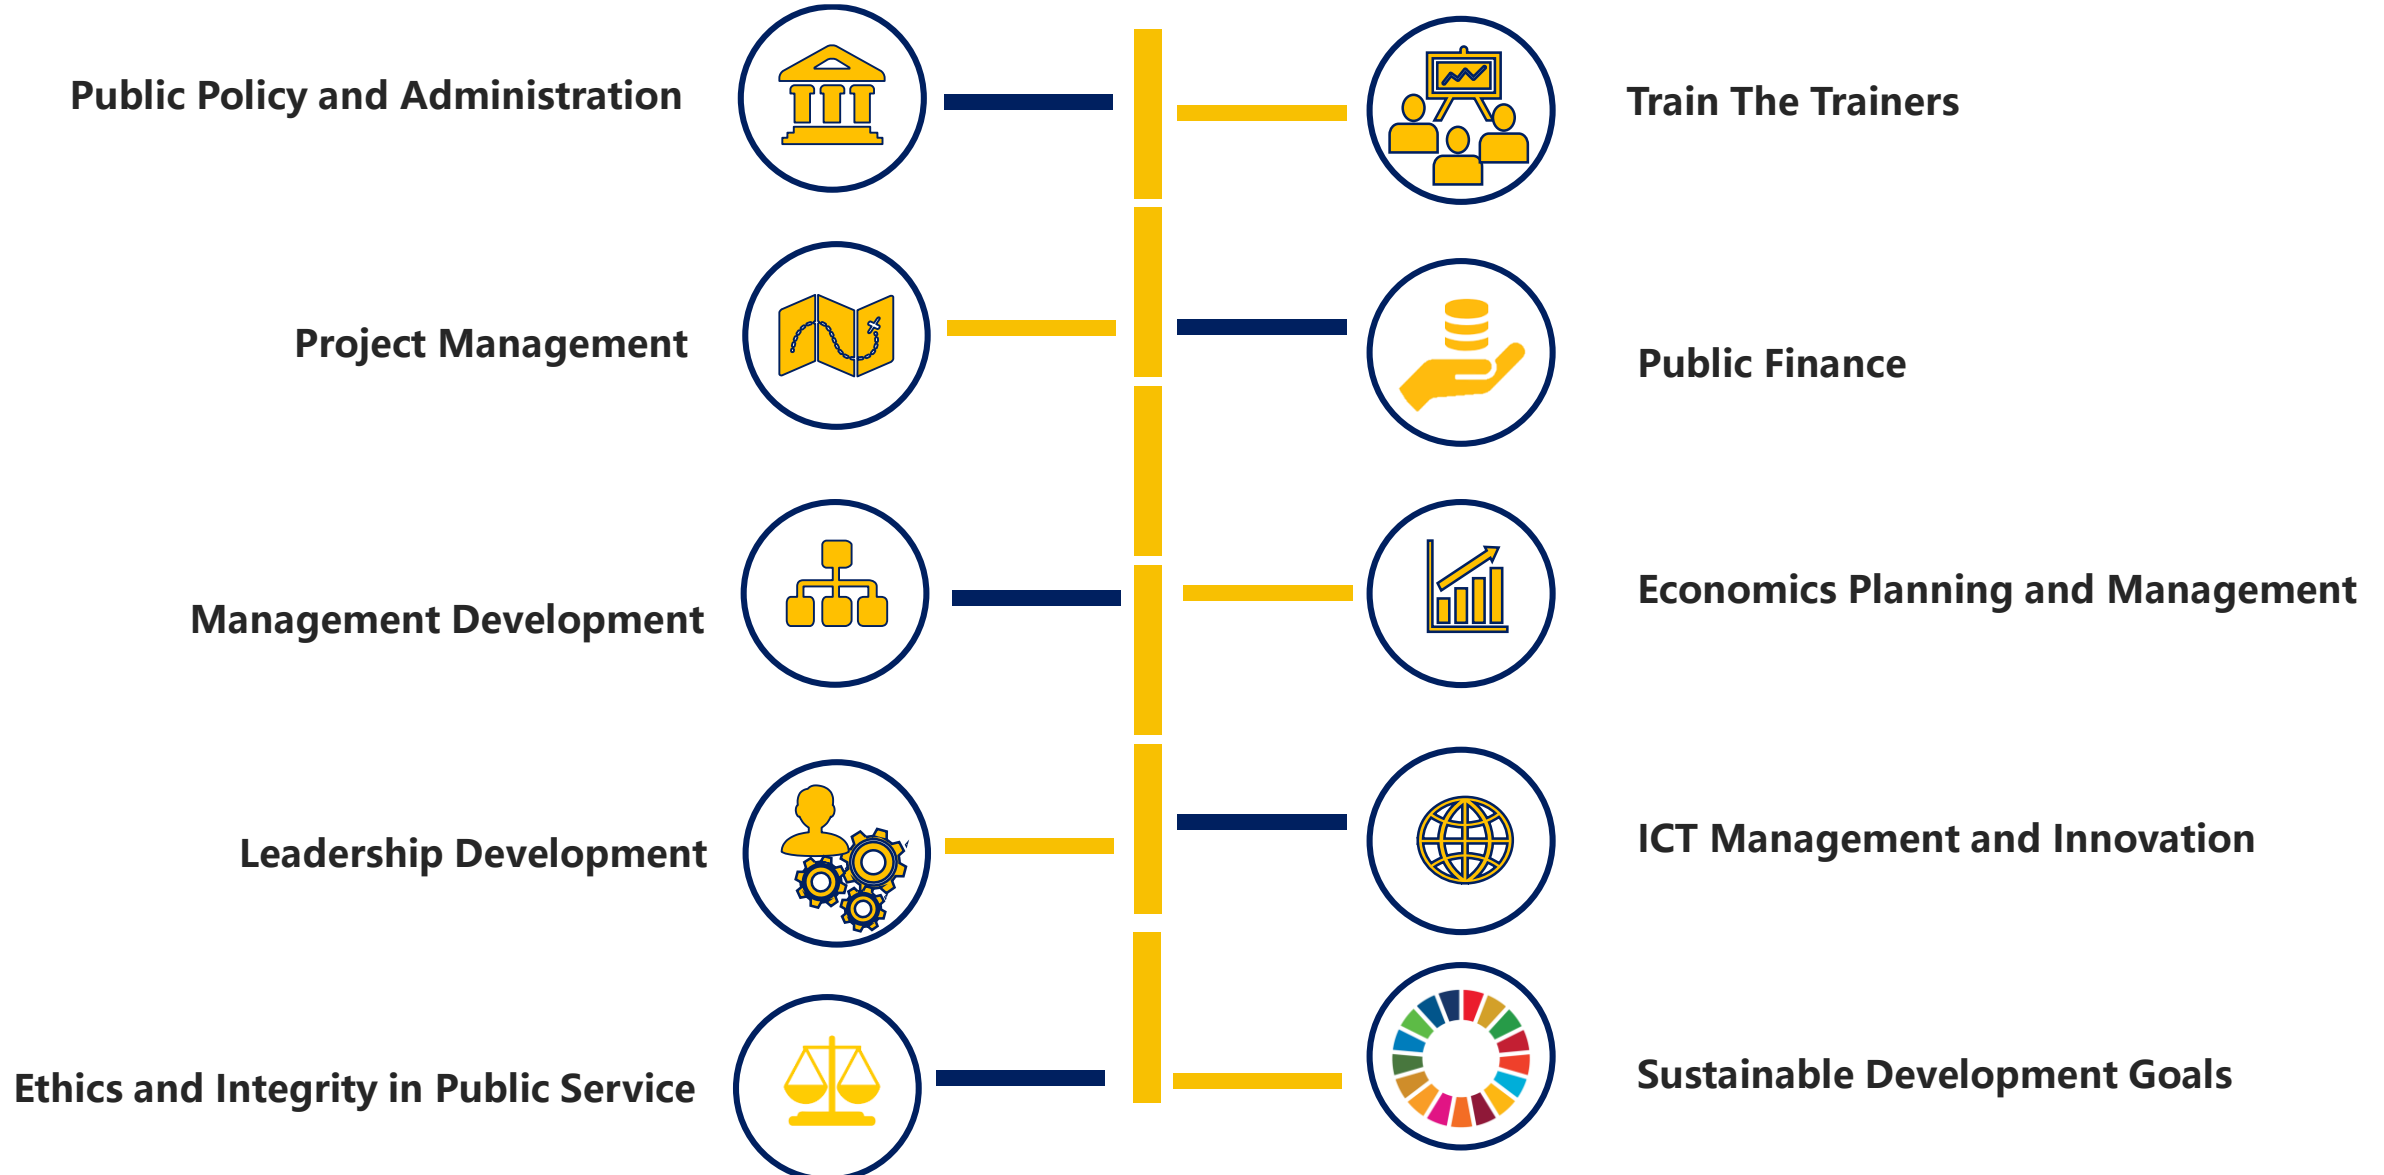 Public Policy and Administration
Train The Trainers
Project Management
Public Finance
Management Development
Economics Planning and Management
Leadership Development
ICT Management and Innovation
Ethics and Integrity in Public Service
Sustainable Development Goals